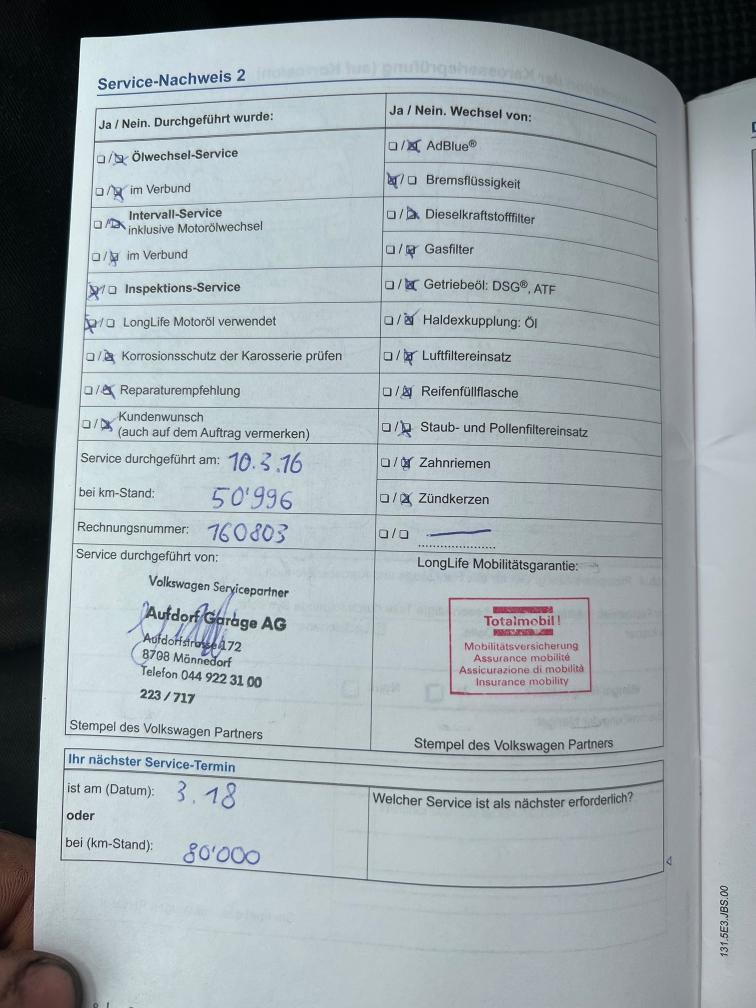 Service-Nachweis 2
Ja / Nein. Durchgeführt wurde:
☐/☒ Ölwechsel-Service
☐/☒ im Verbund
☐/☒ Intervall-Service
inklusive Motorölwechsel
☐/☒ im Verbund
☒/☐ Inspektions-Service
☒/☐ LongLife Motoröl verwendet
☐/☒ Korrosionsschutz der Karosserie prüfen
☐/☒ Reparaturempfehlung
☐/☒ Kundenwunsch
(auch auf dem Auftrag vermerken)
Service durchgeführt am: 10.3.16
bei km-Stand: 50'996
Rechnungsnummer: 160803
Service durchgeführt von:
Volkswagen Servicepartner
Aufdorf Garage AG
Aufdorfstrasse 172
8708 Männedorf
Telefon 044 922 31 00
223 / 717
Stempel des Volkswagen Partners
Ja / Nein. Wechsel von:
☐/☒ AdBlue®
☒/☐ Bremsflüssigkeit
☐/☒ Dieselkraftstofffilter
☐/☒ Gasfilter
☐/☒ Getriebeöl: DSG®, ATF
☐/☒ Haldexkupplung: Öl
☐/☒ Luftfiltereinsatz
☐/☒ Reifenfüllflasche
☐/☒ Staub- und Pollenfiltereinsatz
☐/☒ Zahnriemen
☐/☒ Zündkerzen
☐/☐ ......................
LongLife Mobilitätsgarantie:
Totalmobil!
Mobilitätsversicherung
Assurance mobilité
Assicurazione di mobilità
Insurance mobility
Stempel des Volkswagen Partners
Ihr nächster Service-Termin
ist am (Datum): 3.18
oder
bei (km-Stand): 80'000
Welcher Service ist als nächster erforderlich?
131.5E3.JBS.00